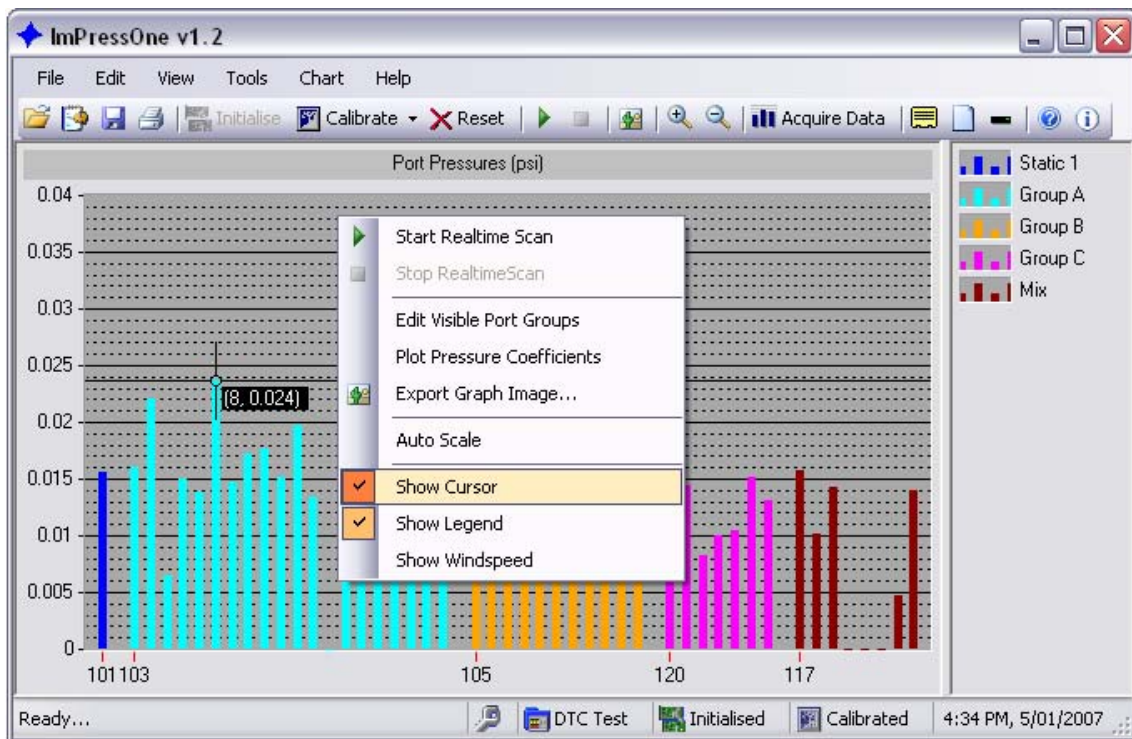 ImPressOne v1.2
File Edit View Tools Chart Help
Initialise Calibrate Reset Acquire Data
Port Pressures (psi)
0.04
0.035
0.03
0.025
0.02
0.015
0.01
0.005
0
(8, 0.024)
101 103 105 120 117
Start Realtime Scan
Stop RealtimeScan
Edit Visible Port Groups
Plot Pressure Coefficients
Export Graph Image...
Auto Scale
Show Cursor
Show Legend
Show Windspeed
Static 1
Group A
Group B
Group C
Mix
Ready... DTC Test Initialised Calibrated 4:34 PM, 5/01/2007